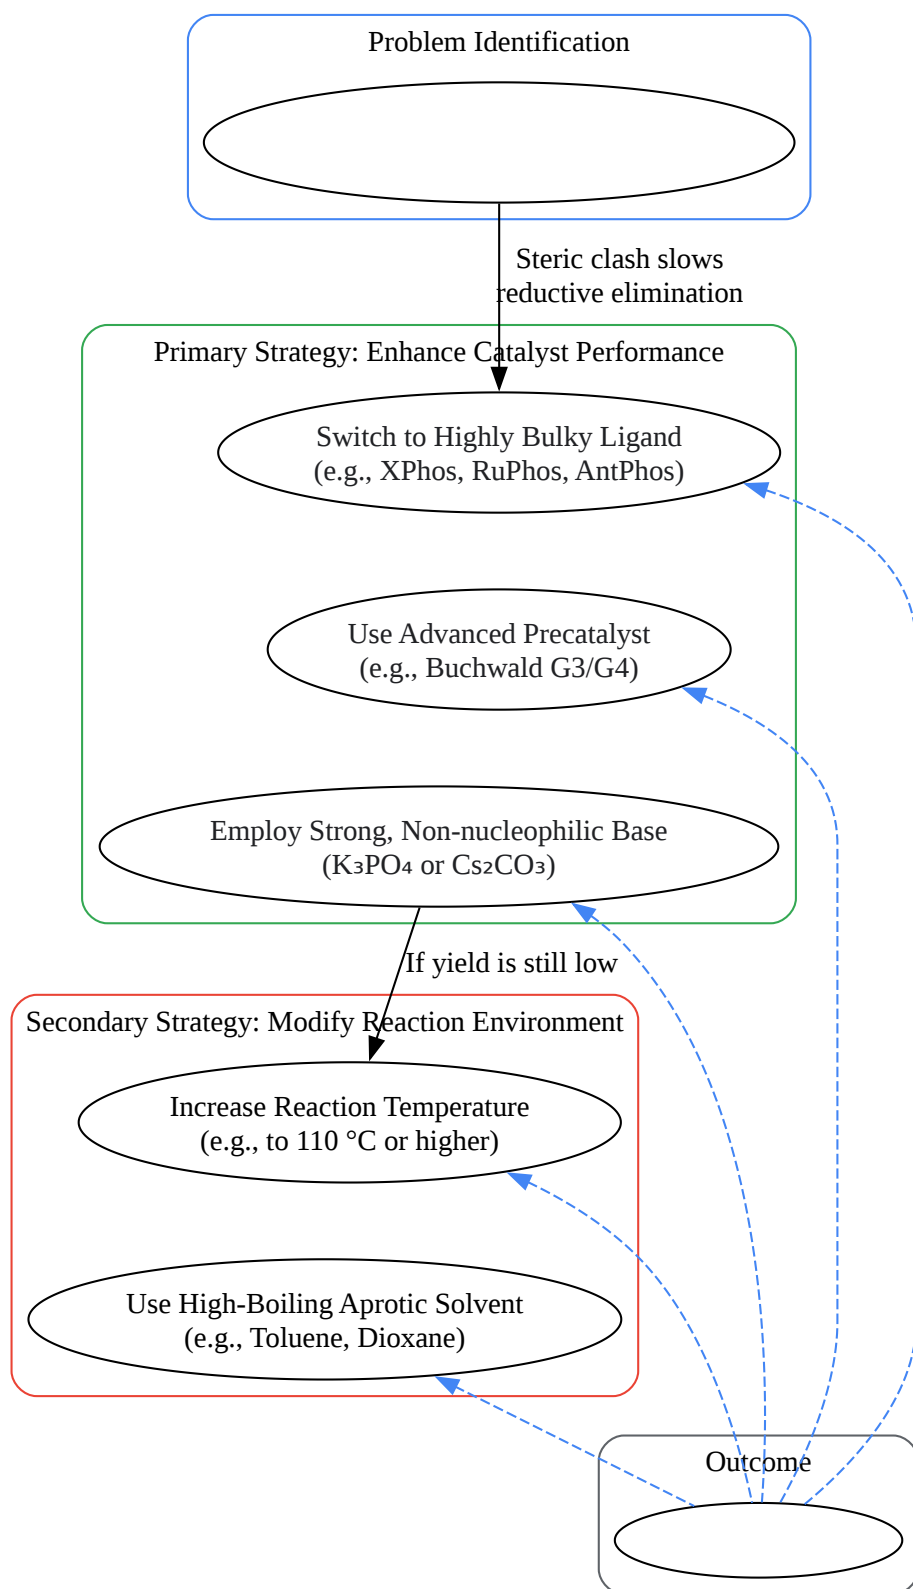 Problem Identification
Steric clash slows
reductive elimination
Primary Strategy: Enhance Catalyst Performance
Switch to Highly Bulky Ligand
(e.g., XPhos, RuPhos, AntPhos)
Use Advanced Precatalyst
(e.g., Buchwald G3/G4)
Employ Strong, Non-nucleophilic Base
(K₃PO₄ or Cs₂CO₃)
If yield is still low
Secondary Strategy: Modify Reaction Environment
Increase Reaction Temperature
(e.g., to 110 °C or higher)
Use High-Boiling Aprotic Solvent
(e.g., Toluene, Dioxane)
Outcome